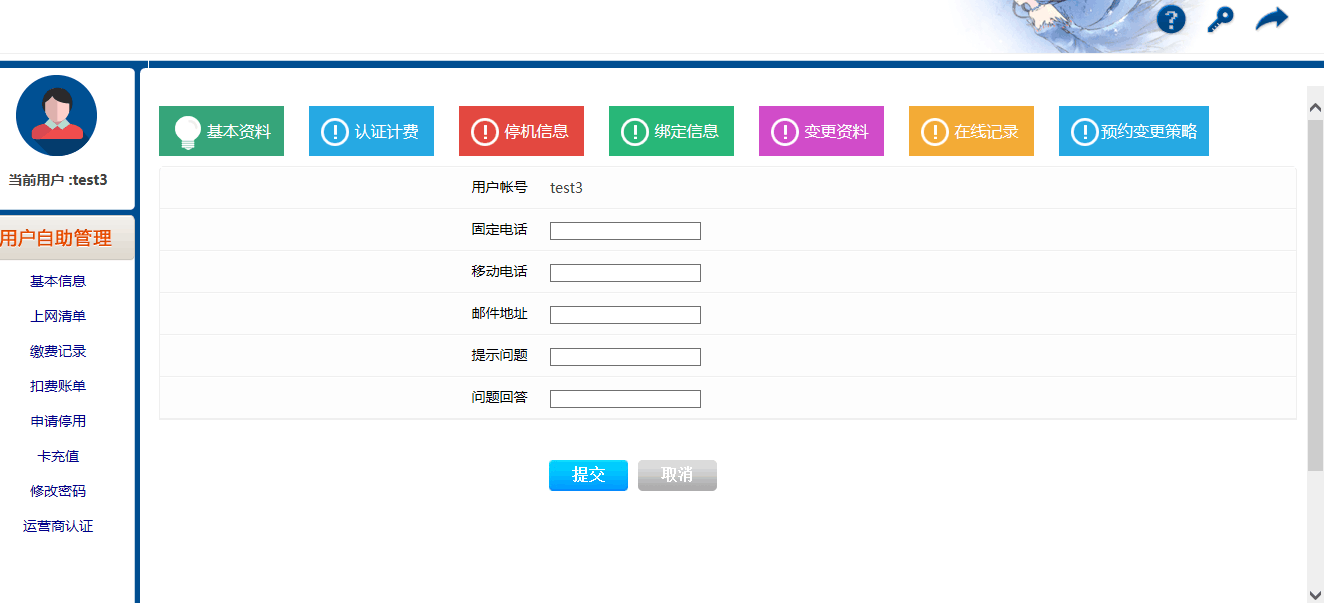 当前用户 :test3
用户自助管理
基本信息
上网清单
缴费记录
扣费账单
申请停用
卡充值
修改密码
运营商认证
基本资料 认证计费 停机信息 绑定信息 变更资料 在线记录 预约变更策略
用户帐号 test3
固定电话
移动电话
邮件地址
提示问题
问题回答
提交 取消